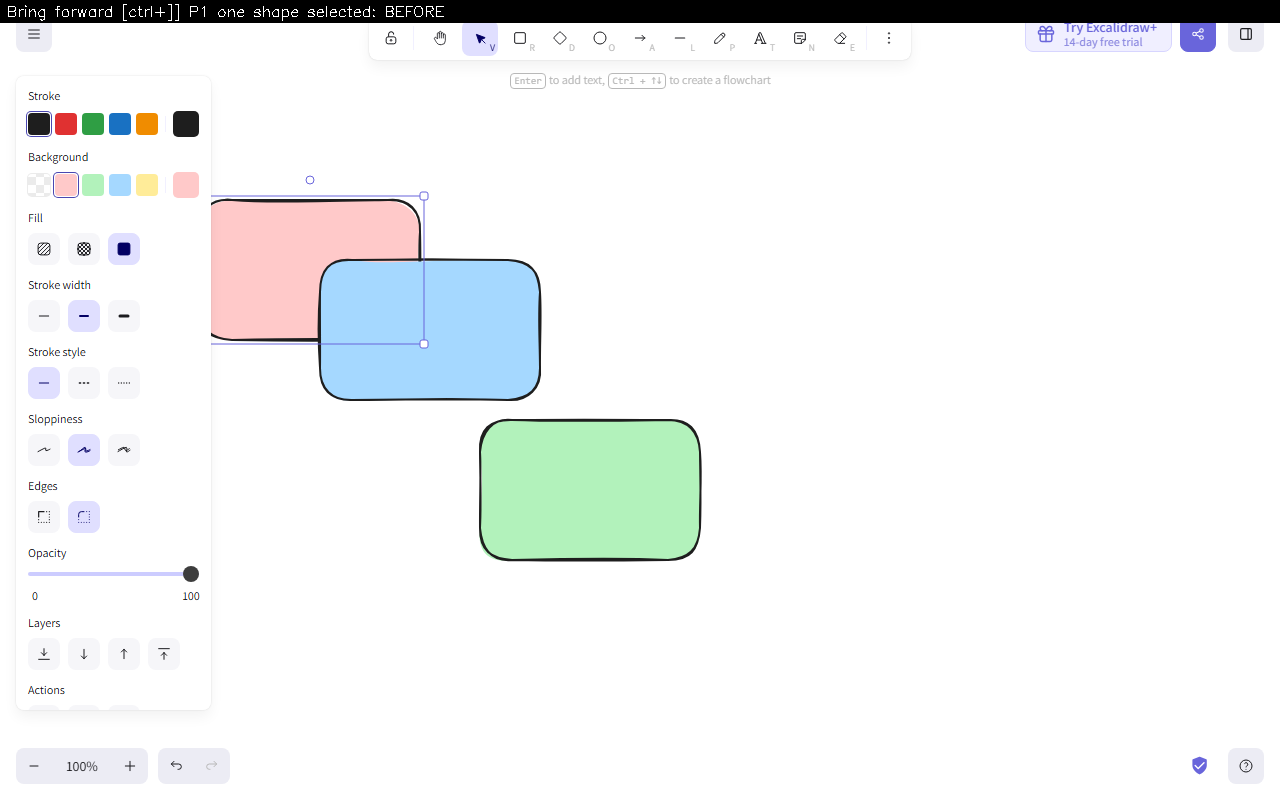 Bring forward [ctrl+]] P1 one shape selected: BEFORE
V
R
D
O
A
L
P
T
N
E
Try Excalidraw+
14-day free trial
Enter to add text, Ctrl + ↑↓ to create a flowchart
Stroke
Background
Fill
Stroke width
Stroke style
Sloppiness
Edges
Opacity
0 100
Layers
Actions
100%